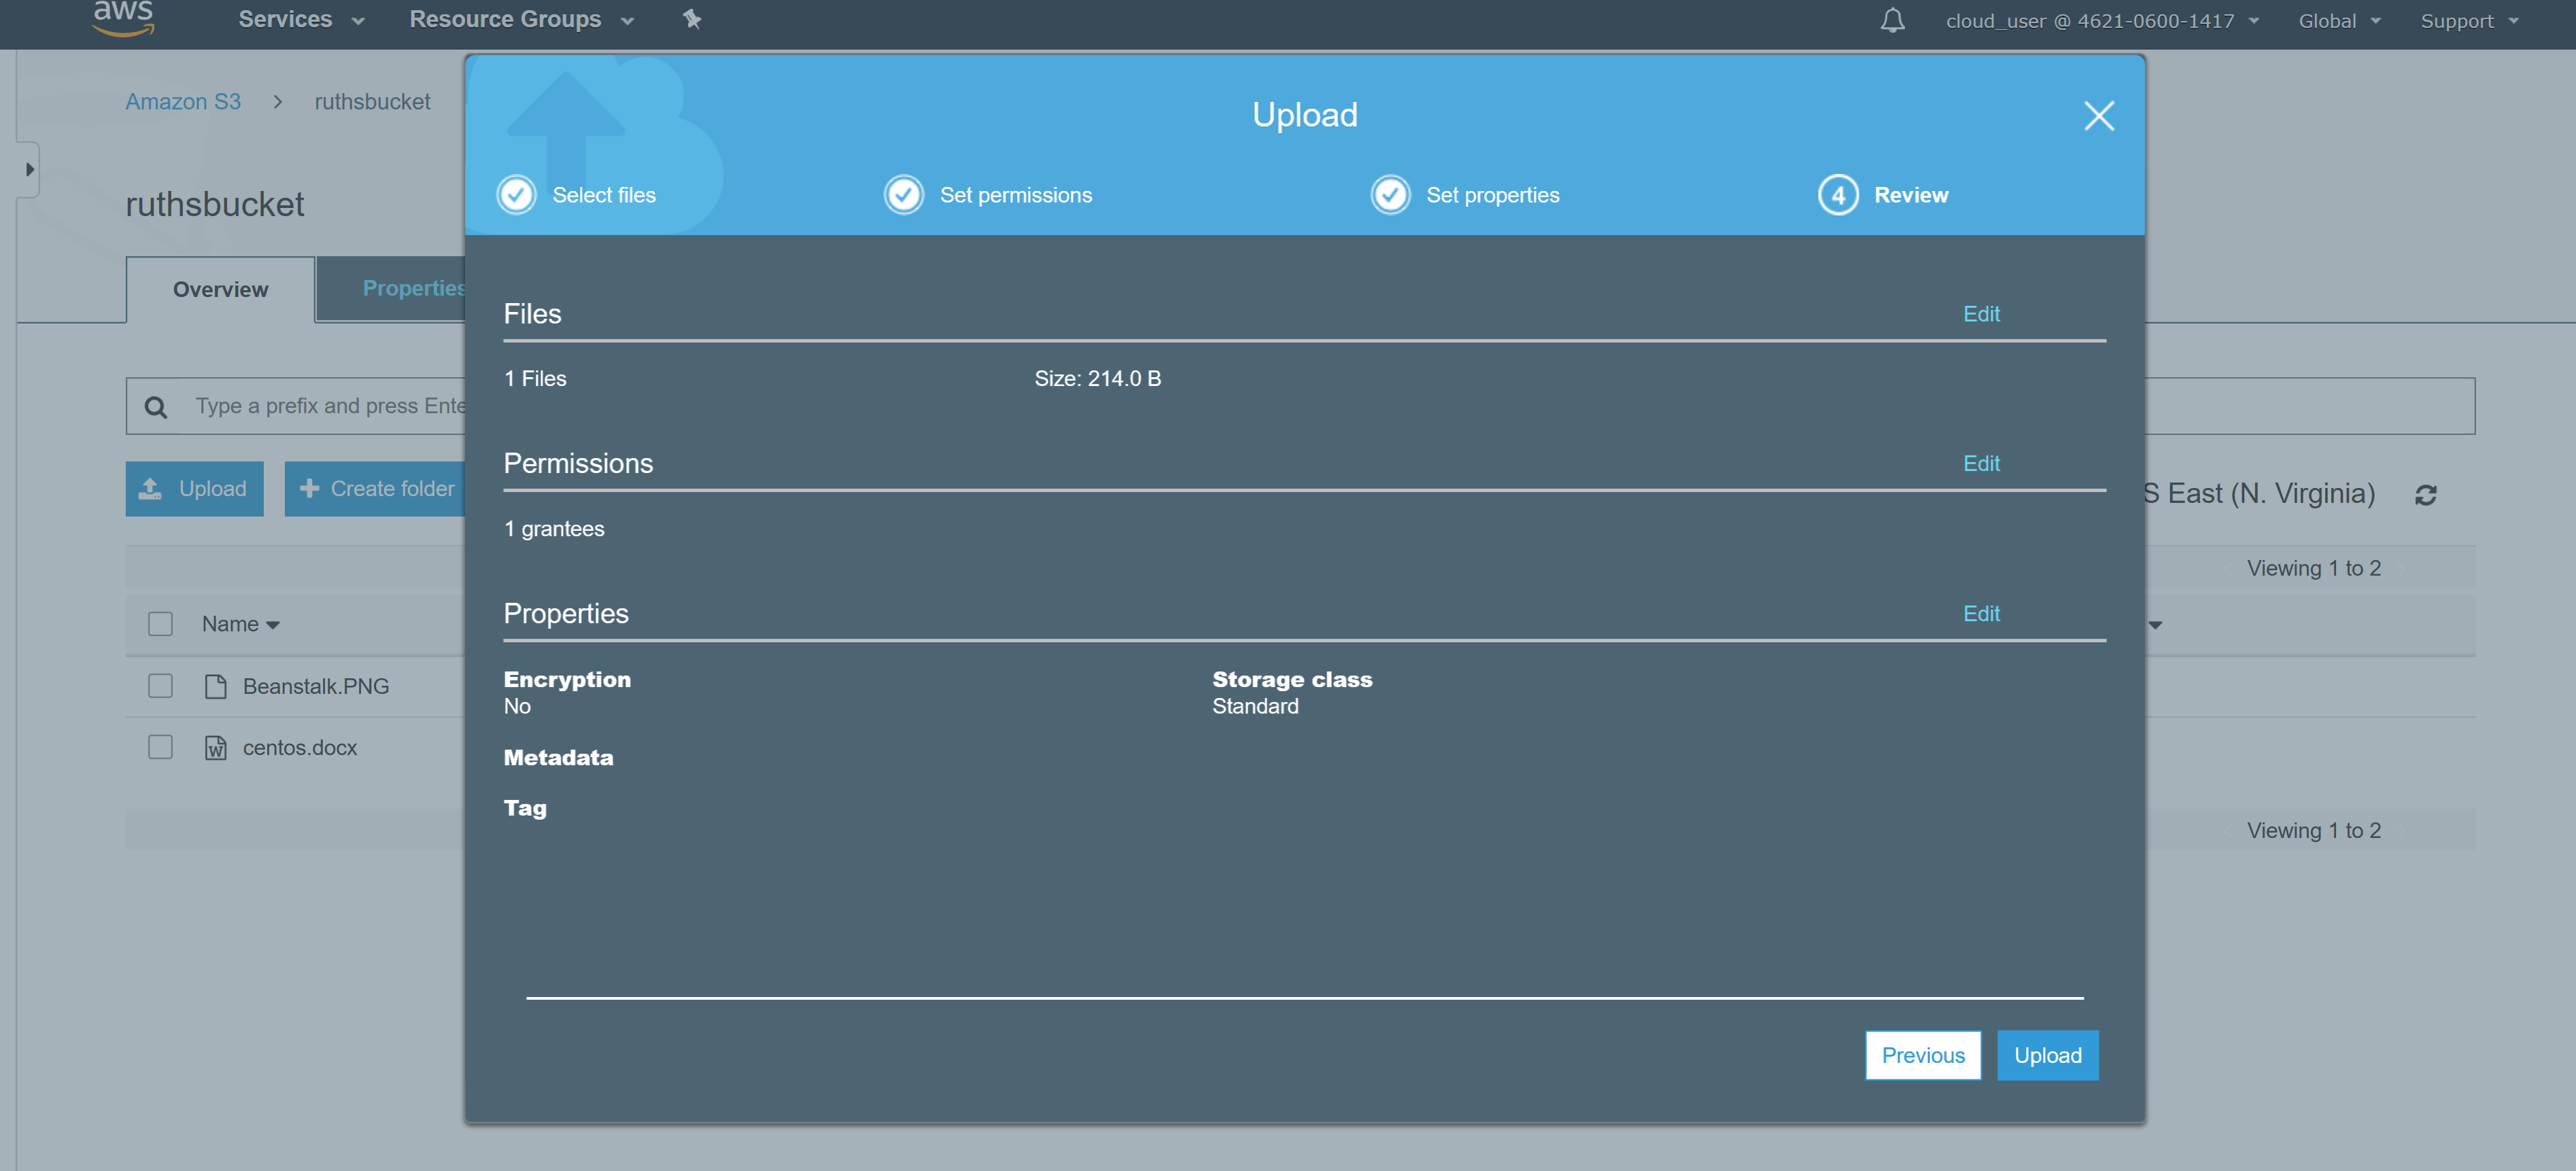 aws Services Resource Groups cloud_user @ 4621-0600-1417 Global Support
Amazon S3 > ruthsbucket
ruthsbucket
Overview Properties
Type a prefix and press Ente
Upload Create folder
S East (N. Virginia)
Viewing 1 to 2
Name
Beanstalk.PNG
centos.docx
Viewing 1 to 2
Upload
Select files Set permissions Set properties 4 Review
Files Edit
1 Files Size: 214.0 B
Permissions Edit
1 grantees
Properties Edit
Encryption Storage class
No Standard
Metadata
Tag
Previous Upload